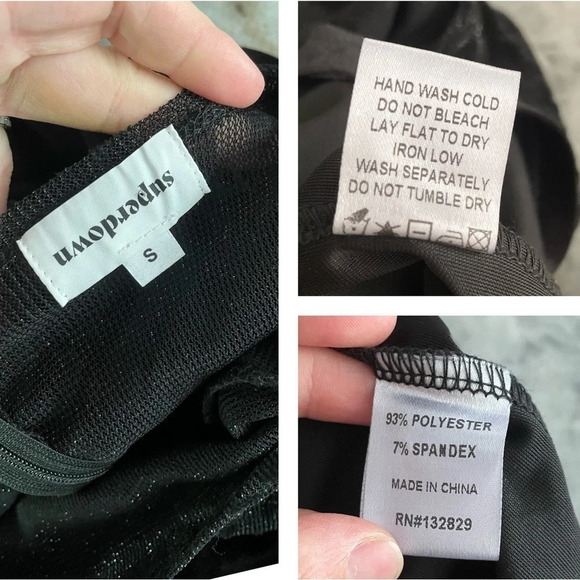 superdown
S
HAND WASH COLD
DO NOT BLEACH
LAY FLAT TO DRY
IRON LOW
WASH SEPARATELY
DO NOT TUMBLE DRY
93% POLYESTER
7% SPANDEX
MADE IN CHINA
RN#132829